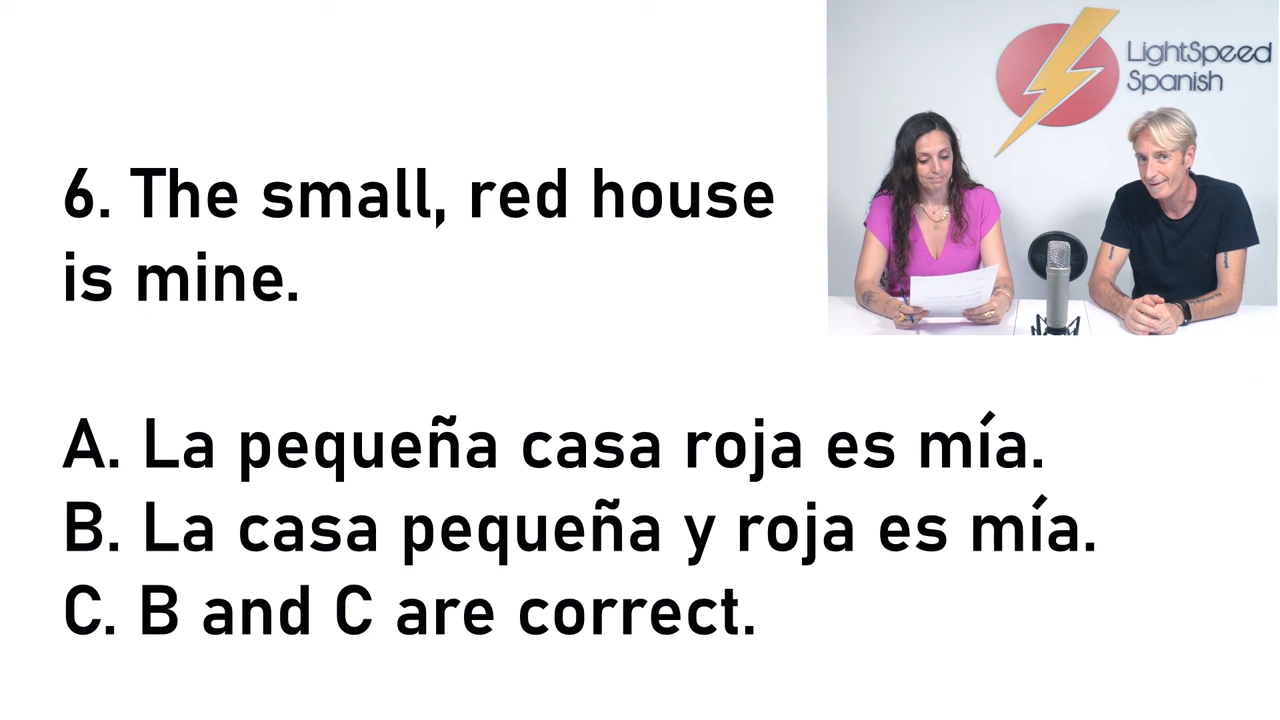 LightSpeed
Spanish
6. The small, red house
is mine.
A. La pequeña casa roja es mía.
B. La casa pequeña y roja es mía.
C. B and C are correct.